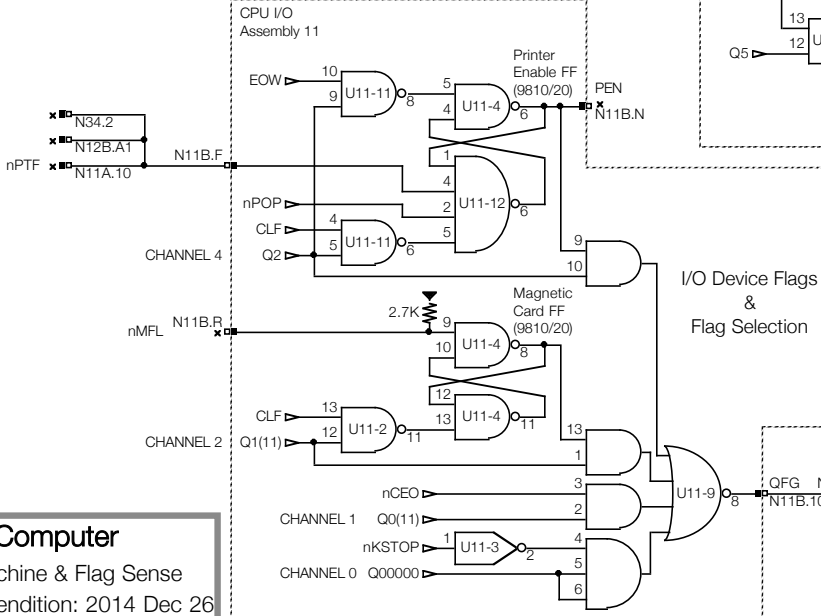 CPU I/O
Assembly 11
13
12
U
Q5
Printer
Enable FF
(9810/20)
PEN
N11B.N
EOW
10
9
U11-11
8
5
4
U11-4
6
N34.2
N12B.A1
nPTF
N11A.10
N11B.F
1
4
2
5
U11-12
6
nPOP
CLF
4
5
U11-11
6
CHANNEL 4
Q2
9
10
I/O Device Flags
&
Flag Selection
Magnetic
Card FF
(9810/20)
2.7K
nMFL
N11B.R
9
10
U11-4
8
12
13
U11-4
11
CLF
13
12
U11-2
11
CHANNEL 2
Q1(11)
13
1
nCEO
3
2
CHANNEL 1
Q0(11)
U11-9
8
QFG
N
N11B.10
nKSTOP
1
U11-3
2
4
5
6
CHANNEL 0
Q00000
Computer
chine & Flag Sense
endition: 2014 Dec 26